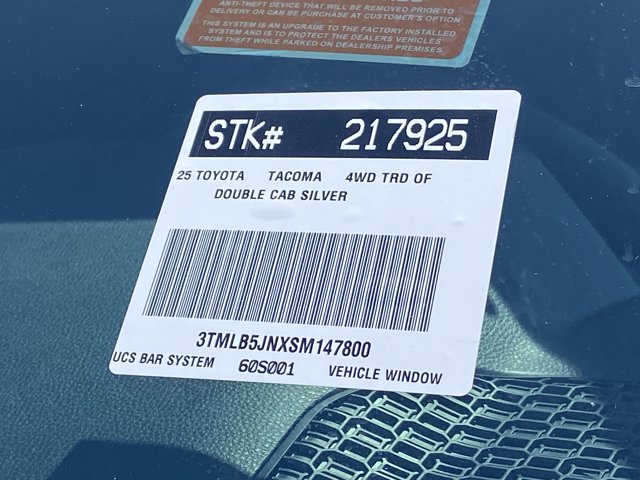 ANTI-THEFT DEVICE THAT WILL BE REMOVED PRIOR TO
DELIVERY OR CAN BE PURCHASED AT CUSTOMER'S OPTION
THIS SYSTEM IS AN UPGRADE TO THE FACTORY INSTALLED
SYSTEM AND IS TO PROTECT THE DEALERS VEHICLES
FROM THEFT WHILE PARKED ON DEALERSHIP PREMISES.
STK# 217925
25 TOYOTA TACOMA 4WD TRD OF
DOUBLE CAB SILVER
3TMLB5JNXSM147800
UCS BAR SYSTEM 60S001 VEHICLE WINDOW